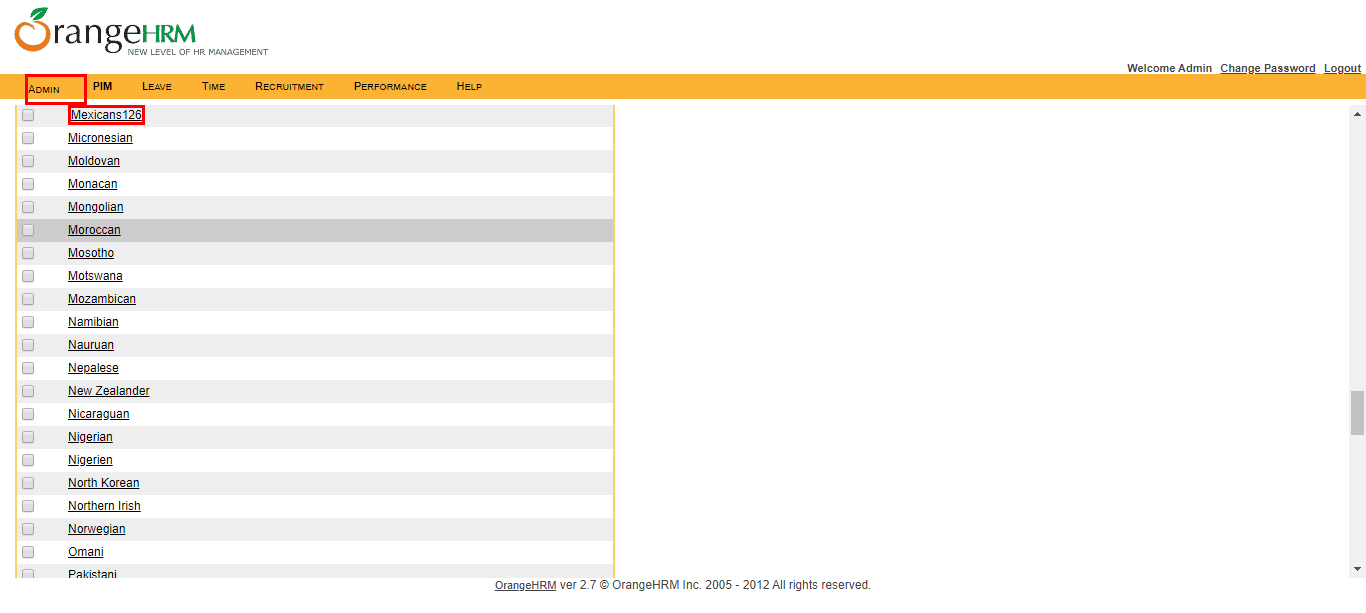 OrangeHRM
NEW LEVEL OF HR MANAGEMENT
Welcome Admin Change Password Logout
Admin PIM Leave Time Recruitment Performance Help
Mexicans126
Micronesian
Moldovan
Monacan
Mongolian
Moroccan
Mosotho
Motswana
Mozambican
Namibian
Nauruan
Nepalese
New Zealander
Nicaraguan
Nigerian
Nigerien
North Korean
Northern Irish
Norwegian
Omani
Pakistani
OrangeHRM ver 2.7 © OrangeHRM Inc. 2005 - 2012 All rights reserved.